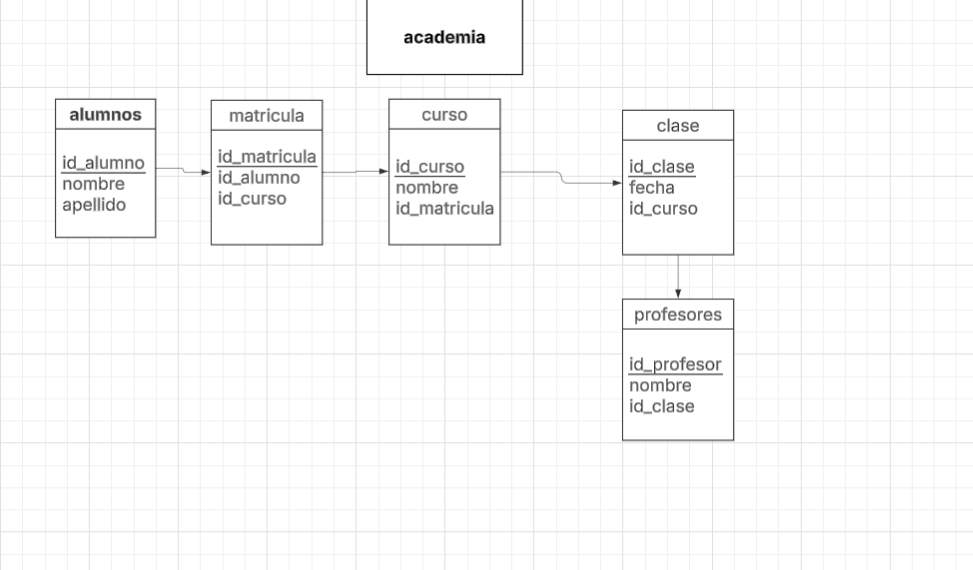 academia
alumnos
id_alumno
nombre
apellido
matricula
id_matricula
id_alumno
id_curso
curso
id_curso
nombre
id_matricula
clase
id_clase
fecha
id_curso
profesores
id_profesor
nombre
id_clase